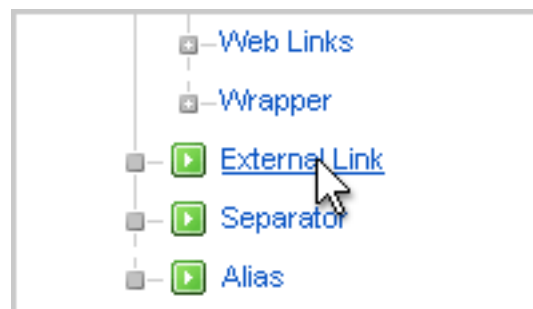 Web Links
Wrapper
External Link
Separator
Alias